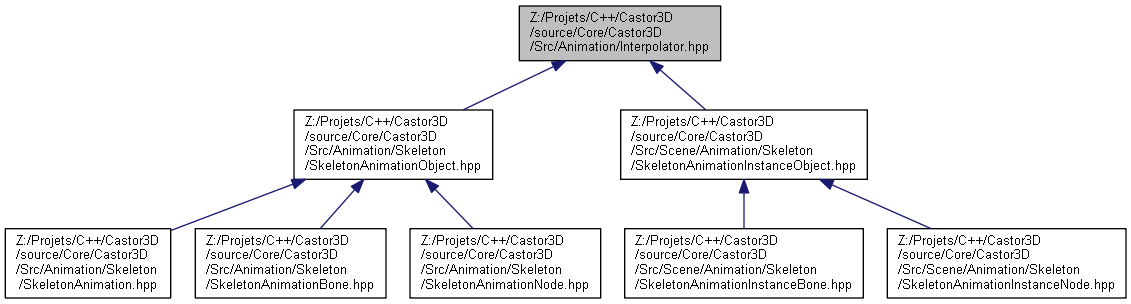 Z:/Projets/C++/Castor3D
/source/Core/Castor3D
/Src/Animation/Interpolator.hpp
Z:/Projets/C++/Castor3D
/source/Core/Castor3D
/Src/Animation/Skeleton
/SkeletonAnimationObject.hpp
Z:/Projets/C++/Castor3D
/source/Core/Castor3D
/Src/Scene/Animation/Skeleton
/SkeletonAnimationInstanceObject.hpp
Z:/Projets/C++/Castor3D
/source/Core/Castor3D
/Src/Animation/Skeleton
/SkeletonAnimation.hpp
Z:/Projets/C++/Castor3D
/source/Core/Castor3D
/Src/Animation/Skeleton
/SkeletonAnimationBone.hpp
Z:/Projets/C++/Castor3D
/source/Core/Castor3D
/Src/Animation/Skeleton
/SkeletonAnimationNode.hpp
Z:/Projets/C++/Castor3D
/source/Core/Castor3D
/Src/Scene/Animation/Skeleton
/SkeletonAnimationInstanceBone.hpp
Z:/Projets/C++/Castor3D
/source/Core/Castor3D
/Src/Scene/Animation/Skeleton
/SkeletonAnimationInstanceNode.hpp